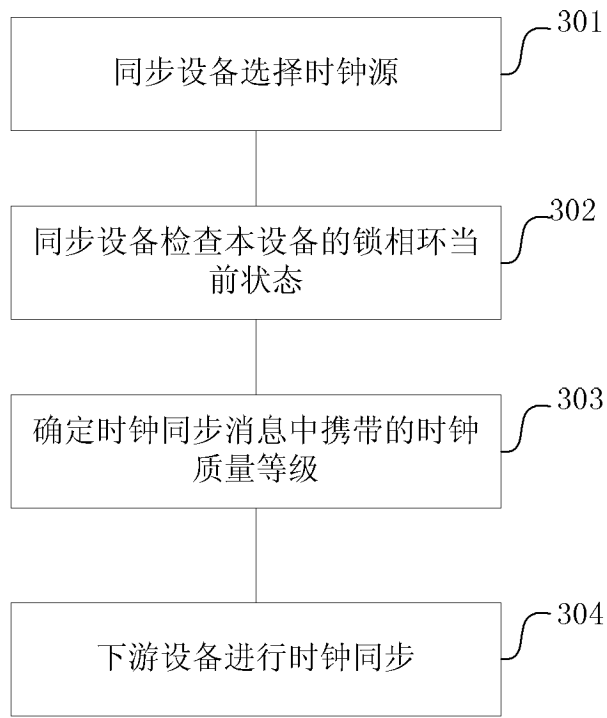 301
同步设备选择时钟源
302
同步设备检查本设备的锁相环当
前状态
303
确定时钟同步消息中携带的时钟
质量等级
304
下游设备进行时钟同步